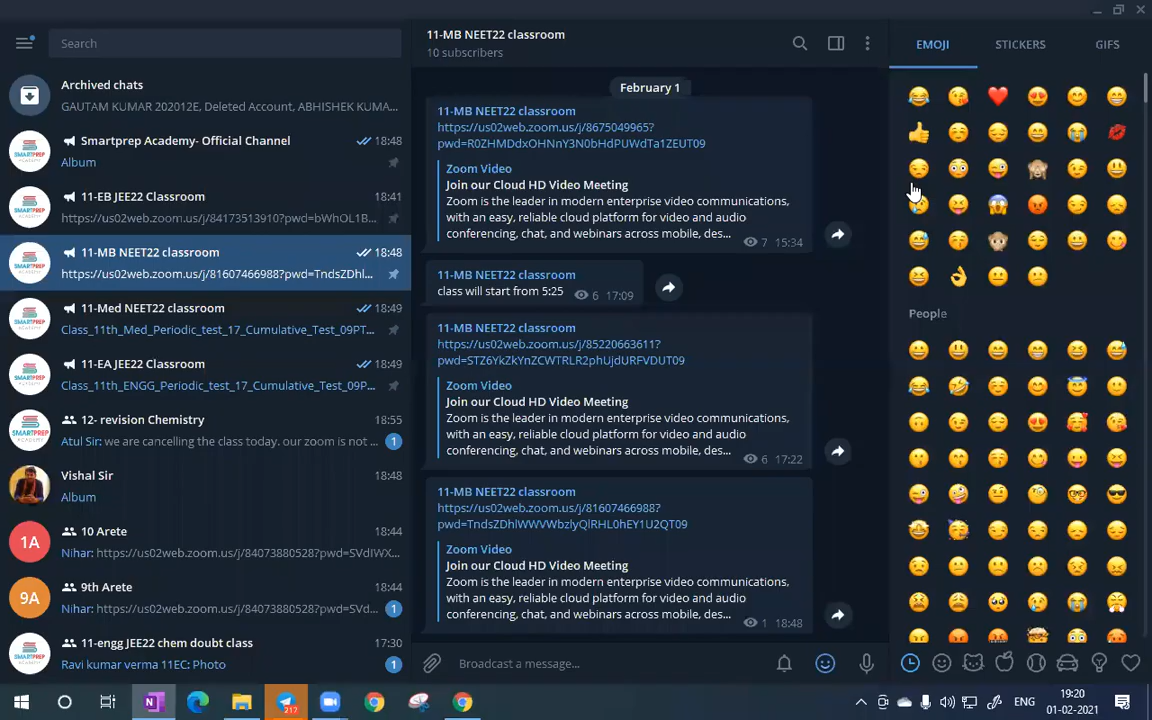 Search
Archived chats
GAUTAM KUMAR 202012E, Deleted Account, ABHISHEK KUMA...
Smartprep Academy- Official Channel 18:48
Album
11-EB JEE22 Classroom 18:41
https://us02web.zoom.us/j/84173513910?pwd=bWhOL1B...
11-MB NEET22 classroom 18:48
https://us02web.zoom.us/j/81607466988?pwd=TndsZDhl...
11-Med NEET22 classroom 18:49
Class_11th_Med_Periodic_test_17_Cumulative_Test_09PT...
11-EA JEE22 Classroom 18:49
Class_11th_ENGG_Periodic_test_17_Cumulative_Test_09P...
12- revision Chemistry 18:55
Atul Sir: we are cancelling the class today. our zoom is not ... 1
Vishal Sir 18:48
Album
1A
10 Arete 18:44
Nihar: https://us02web.zoom.us/j/84073880528?pwd=SVdIWX...
9A
9th Arete 18:44
Nihar: https://us02web.zoom.us/j/84073880528?pwd=SVd... 1
11-engg JEE22 chem doubt class 17:30
Ravi kumar verma 11EC: Photo 1
11-MB NEET22 classroom
10 subscribers
February 1
11-MB NEET22 classroom
https://us02web.zoom.us/j/8675049965?
pwd=R0ZHMDdxOHNnY3N0bHdPUWdTa1ZEUT09
Zoom Video
Join our Cloud HD Video Meeting
Zoom is the leader in modern enterprise video communications,
with an easy, reliable cloud platform for video and audio
conferencing, chat, and webinars across mobile, des... 7 15:34
11-MB NEET22 classroom
class will start from 5:25 6 17:09
11-MB NEET22 classroom
https://us02web.zoom.us/j/85220663611?
pwd=STZ6YkZkYnZCWTRLR2phUjdURFVDUT09
Zoom Video
Join our Cloud HD Video Meeting
Zoom is the leader in modern enterprise video communications,
with an easy, reliable cloud platform for video and audio
conferencing, chat, and webinars across mobile, des... 6 17:22
11-MB NEET22 classroom
https://us02web.zoom.us/j/81607466988?
pwd=TndsZDhlWWVWbzlyQlRHL0hEY1U2QT09
Zoom Video
Join our Cloud HD Video Meeting
Zoom is the leader in modern enterprise video communications,
with an easy, reliable cloud platform for video and audio
conferencing, chat, and webinars across mobile, des... 1 18:48
Broadcast a message...
EMOJI STICKERS GIFS
People
ENG
19:20
01-02-2021